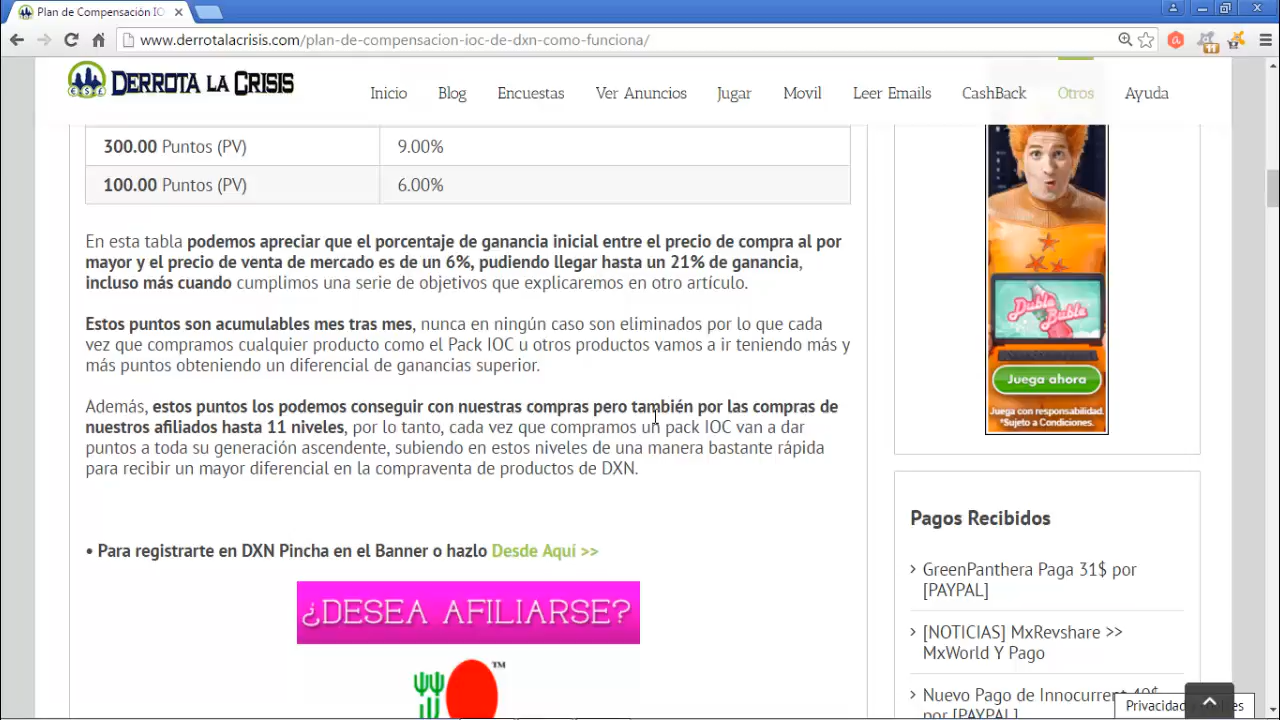 Plan de Compensación IO
www.derrotalacrisis.com/plan-de-compensacion-ioc-de-dxn-como-funciona/
11
DERROTA LA CRISIS
Inicio Blog Encuestas Ver Anuncios Jugar Movil Leer Emails CashBack Otros Ayuda
300.00 Puntos (PV) 9.00%
100.00 Puntos (PV) 6.00%
En esta tabla podemos apreciar que el porcentaje de ganancia inicial entre el precio de compra al por
mayor y el precio de venta de mercado es de un 6%, pudiendo llegar hasta un 21% de ganancia,
incluso más cuando cumplimos una serie de objetivos que explicaremos en otro artículo.
Estos puntos son acumulables mes tras mes, nunca en ningún caso son eliminados por lo que cada
vez que compramos cualquier producto como el Pack IOC u otros productos vamos a ir teniendo más y
más puntos obteniendo un diferencial de ganancias superior.
Además, estos puntos los podemos conseguir con nuestras compras pero también por las compras de
nuestros afiliados hasta 11 niveles, por lo tanto, cada vez que compramos un pack IOC van a dar
puntos a toda su generación ascendente, subiendo en estos niveles de una manera bastante rápida
para recibir un mayor diferencial en la compraventa de productos de DXN.
• Para registrarte en DXN Pincha en el Banner o hazlo Desde Aquí >>
¿DESEA AFILIARSE?
TM
Duble Buble
Juega ahora
Juega con responsabilidad.
*Sujeto a Condiciones.
Pagos Recibidos
GreenPanthera Paga 31$ por
[PAYPAL]
[NOTICIAS] MxRevshare >>
MxWorld Y Pago
Nuevo Pago de Innocurrent 40$
por [PAYPAL]